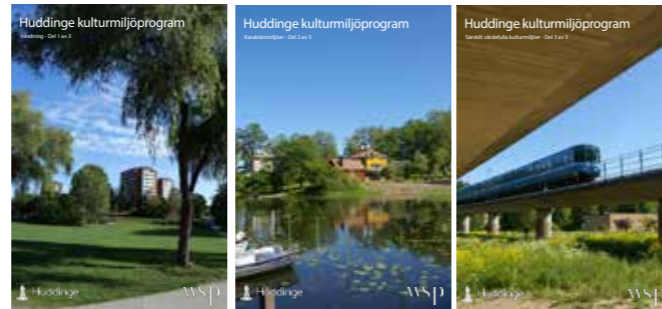 Huddinge kulturmiljöprogram
Inledning - Del 1 av 3
Huddinge
WSP
Huddinge kulturmiljöprogram
Karaktärsmiljöer - Del 2 av 3
Huddinge
WSP
Huddinge kulturmiljöprogram
Särskilt värdefulla kulturmiljöer - Del 3 av 3
Huddinge
WSP